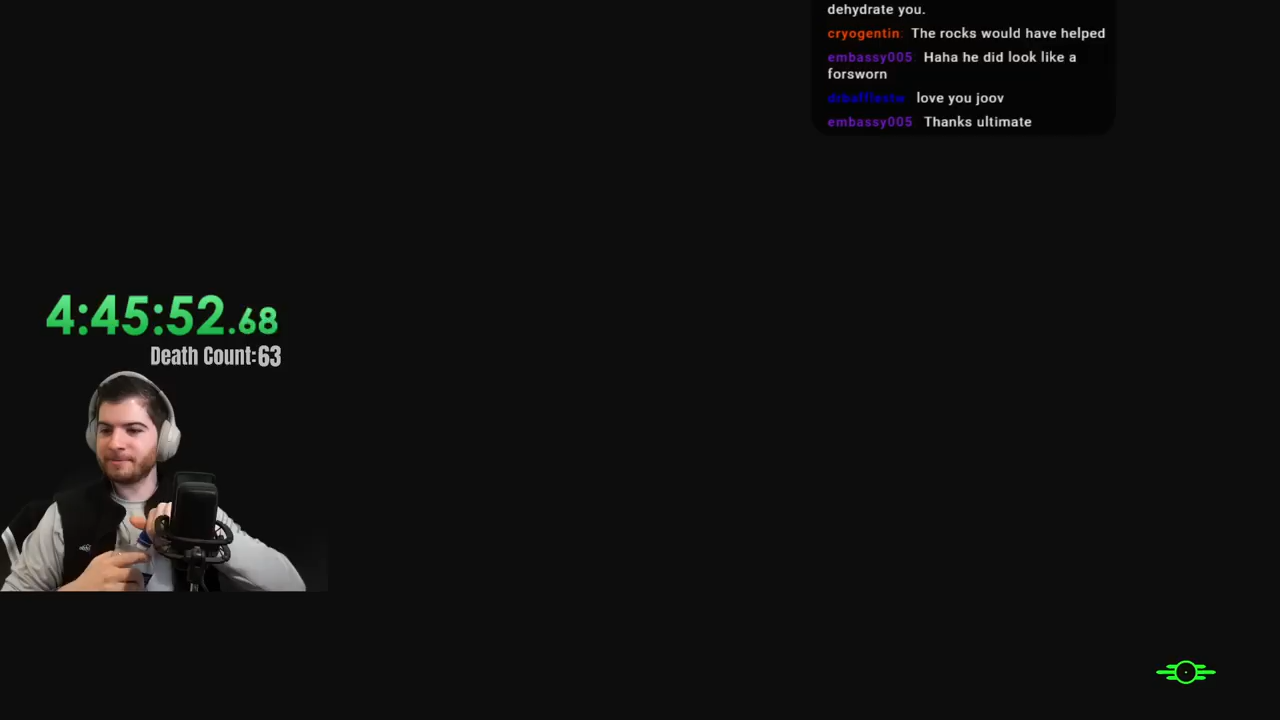 dehydrate you.
cryogentin: The rocks would have helped
embassy005: Haha he did look like a
forsworn
love you joov
embassy005 Thanks ultimate
4:45:52.68
Death Count:63